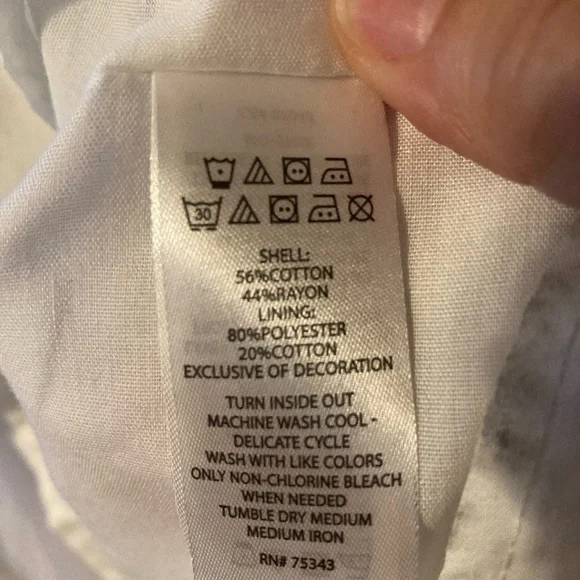 30
SHELL:
56%COTTON
44%RAYON
LINING:
80%POLYESTER
20%COTTON
EXCLUSIVE OF DECORATION
TURN INSIDE OUT
MACHINE WASH COOL -
DELICATE CYCLE
WASH WITH LIKE COLORS
ONLY NON-CHLORINE BLEACH
WHEN NEEDED
TUMBLE DRY MEDIUM
MEDIUM IRON
RN# 75343